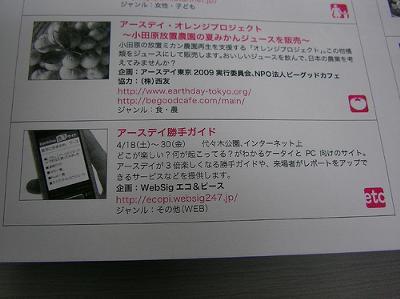 ジャンル：女性・子ども
アースデイ・オレンジプロジェクト
〜小田原放置農園の夏みかんジュースを販売〜
小田原の放置ミカン農園再生を支援する「オレンジプロジェクト」。この柑橘
類をジュースにして販売します。おいしいジュースを飲んで、日本の農業を考
えてみませんか？
企画：アースデイ東京2009実行委員会、NPO法人ビーグッドカフェ
協力：（株）西友
http://www.earthday-tokyo.org/
http://begoodcafe.com/main/
ジャンル：食・農
アースデイ勝手ガイド
4/18(土)〜30(金)　代々木公園、インターネット上
どこが楽しい？何が起こってる？がわかるケータイとPC向けのサイト。
アースデイが3倍楽しくなる勝手ガイドや、来場者がレポートをアップで
きるサービスなどを提供します。
企画：WebSig エコ&ピース
http://ecopi.websig247.jp/
ジャンル：その他(WEB)
etc